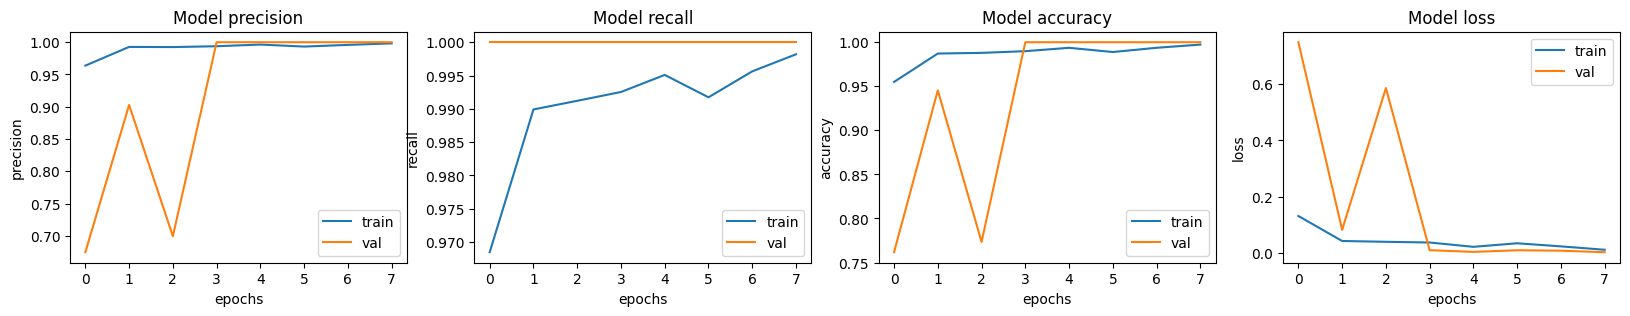 Model precision
precision
1.00
0.95
0.90
0.85
0.80
0.75
0.70
0 1 2 3 4 5 6 7
epochs
train
val
Model recall
recall
1.000
0.995
0.990
0.985
0.980
0.975
0.970
0 1 2 3 4 5 6 7
epochs
train
val
Model accuracy
accuracy
1.00
0.95
0.90
0.85
0.80
0.75
0 1 2 3 4 5 6 7
epochs
train
val
Model loss
loss
0.6
0.4
0.2
0.0
0 1 2 3 4 5 6 7
epochs
train
val